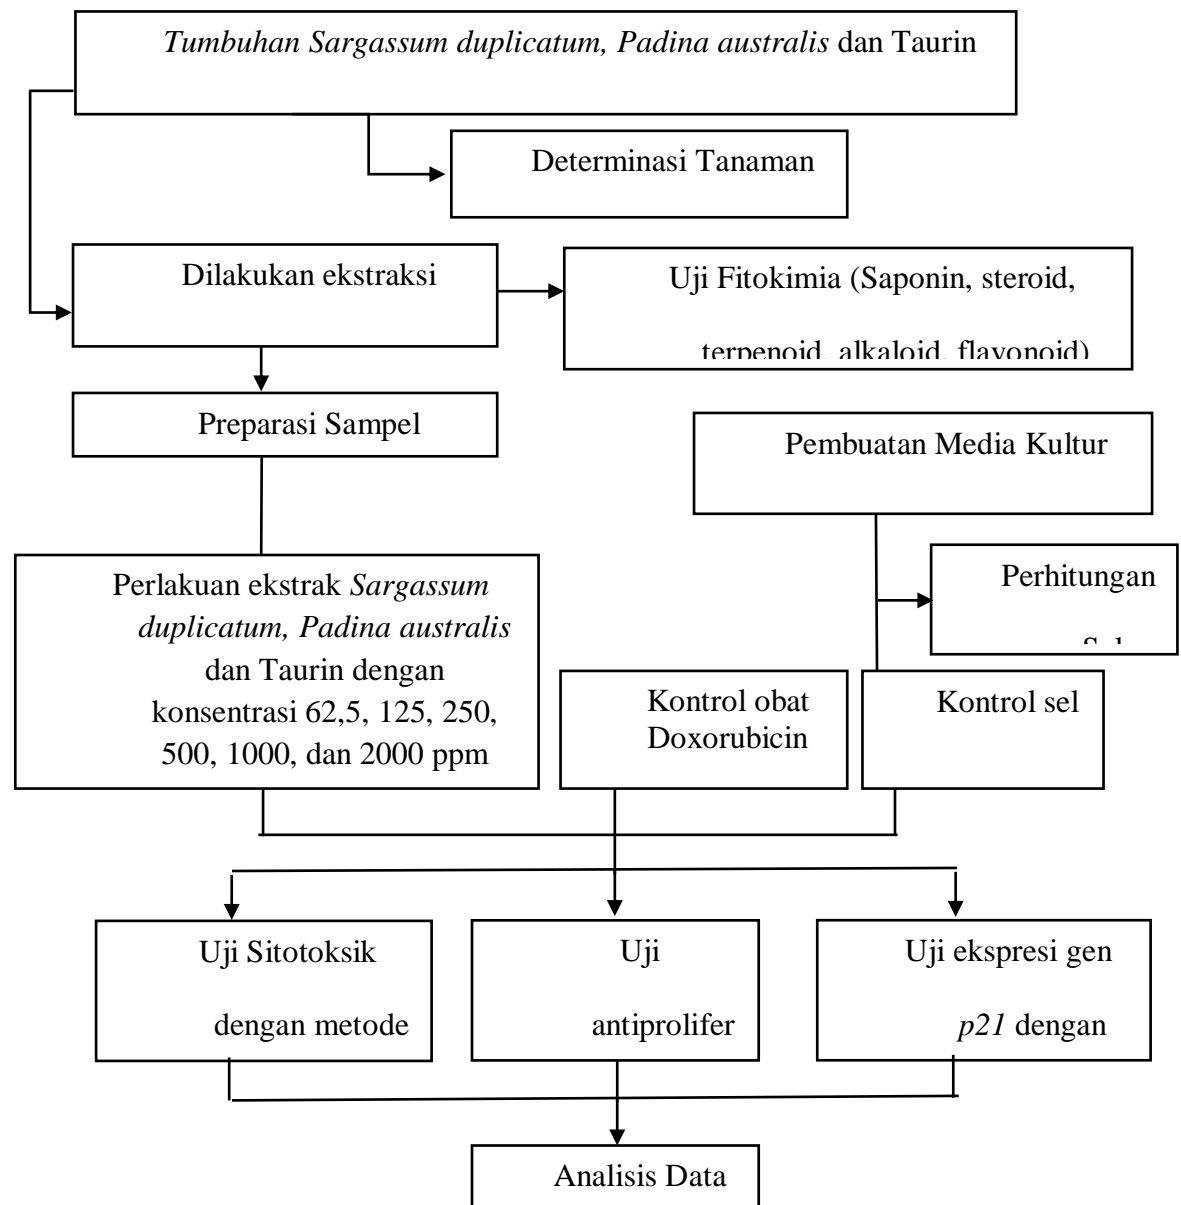 Tumbuhan Sargassum duplicatum, Padina australis dan Taurin
Determinasi Tanaman
Dilakukan ekstraksi
Uji Fitokimia (Saponin, steroid,
terpenoid, alkaloid, flavonoid)
Preparasi Sampel
Pembuatan Media Kultur
Perhitungan
Perlakuan ekstrak Sargassum
duplicatum, Padina australis
dan Taurin dengan
konsentrasi 62,5, 125, 250,
500, 1000, dan 2000 ppm
Kontrol obat
Doxorubicin
Kontrol sel
Uji Sitotoksik
dengan metode
Uji
antiprolifer
Uji ekspresi gen
p21 dengan
Analisis Data